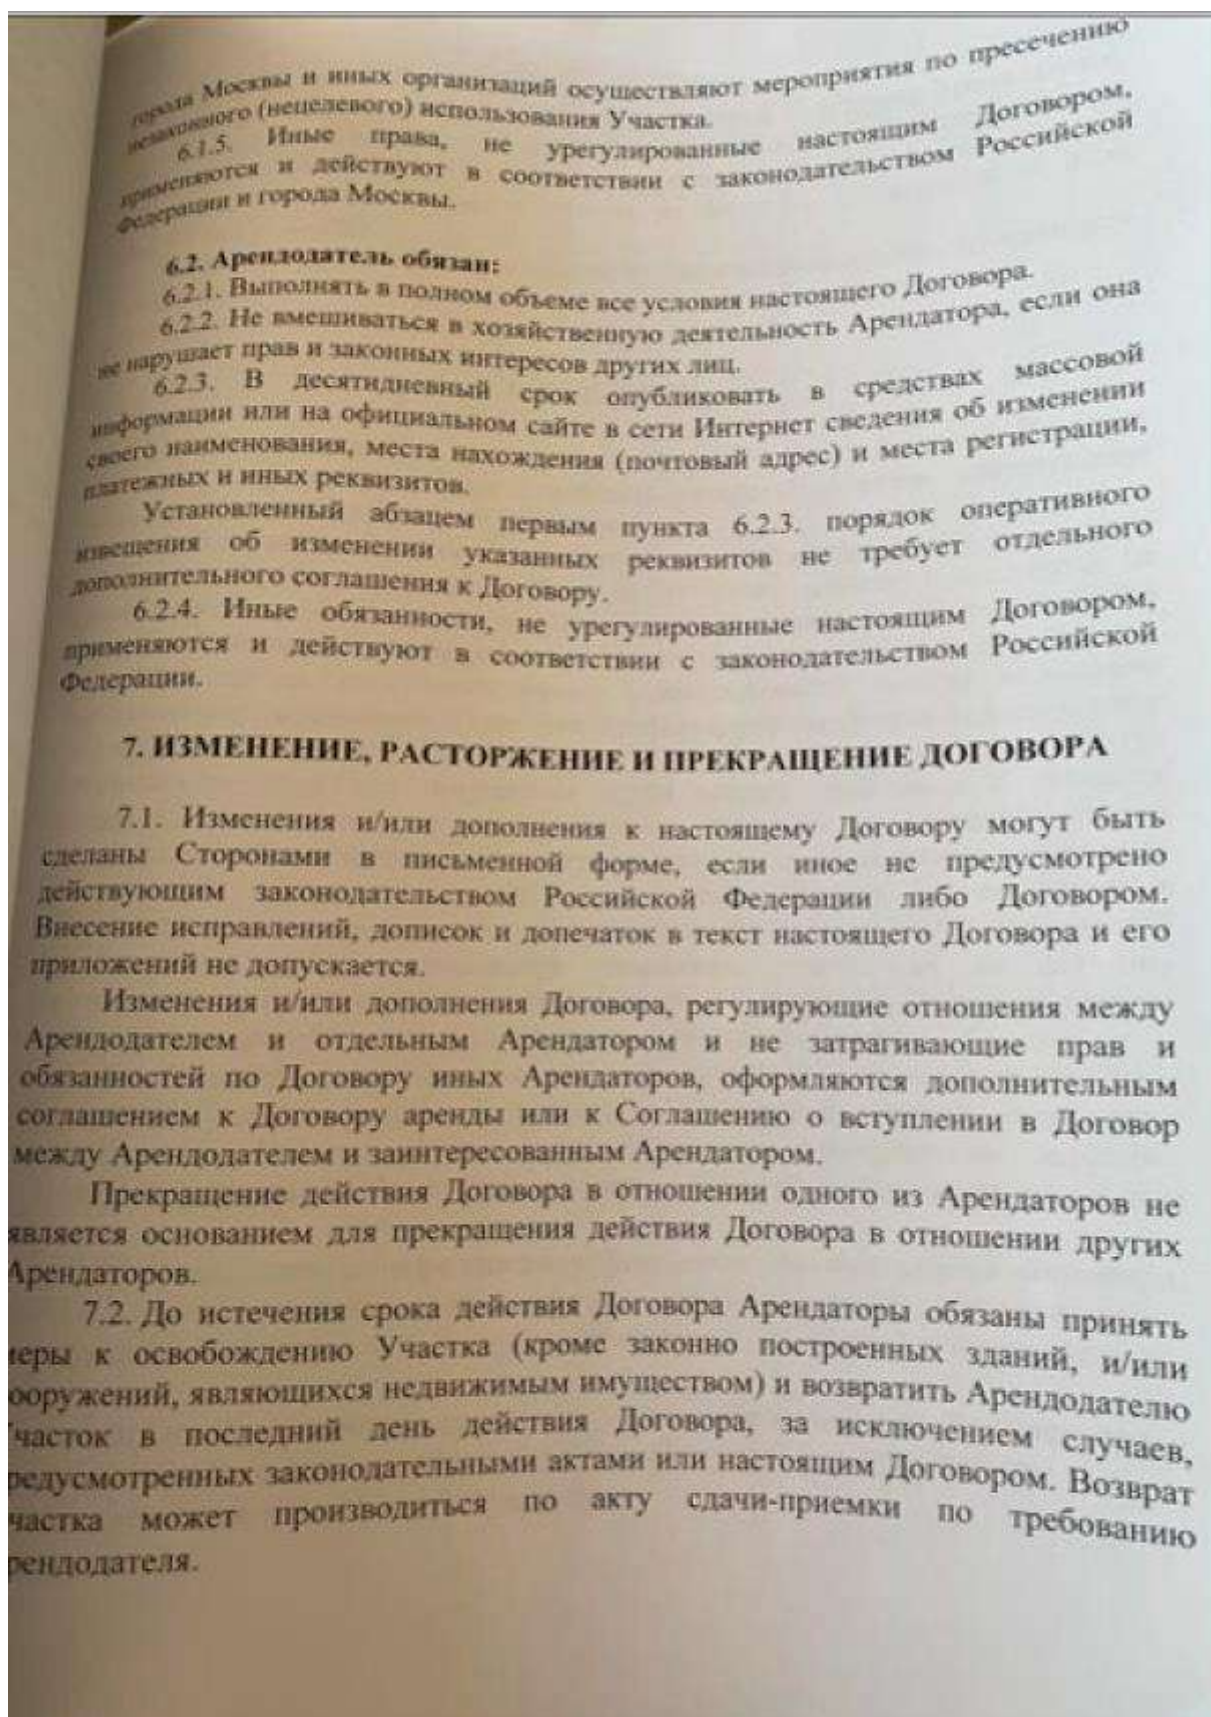 города Москвы и иных организаций осуществляют мероприятия по пресечению
незаконного (нецелевого) использования Участка.
6.1.5. Иные права, не урегулированные настоящим Договором,
применяются и действуют в соответствии с законодательством Российской
Федерации и города Москвы.
6.2. Арендодатель обязан:
6.2.1. Выполнять в полном объеме все условия настоящего Договора.
6.2.2. Не вмешиваться в хозяйственную деятельность Арендатора, если она
не нарушает прав и законных интересов других лиц.
6.2.3. В десятидневный срок опубликовать в средствах массовой
информации или на официальном сайте в сети Интернет сведения об изменении
своего наименования, места нахождения (почтовый адрес) и места регистрации,
платежных и иных реквизитов.
Установленный абзацем первым пункта 6.2.3. порядок оперативного
извещения об изменении указанных реквизитов не требует отдельного
дополнительного соглашения к Договору.
6.2.4. Иные обязанности, не урегулированные настоящим Договором,
применяются и действуют в соответствии с законодательством Российской
Федерации.
7. ИЗМЕНЕНИЕ, РАСТОРЖЕНИЕ И ПРЕКРАЩЕНИЕ ДОГОВОРА
7.1. Изменения и/или дополнения к настоящему Договору могут быть
сделаны Сторонами в письменной форме, если иное не предусмотрено
действующим законодательством Российской Федерации либо Договором.
Внесение исправлений, дописок и допечаток в текст настоящего Договора и его
приложений не допускается.
Изменения и/или дополнения Договора, регулирующие отношения между
Арендодателем и отдельным Арендатором и не затрагивающие прав и
обязанностей по Договору иных Арендаторов, оформляются дополнительным
соглашением к Договору аренды или к Соглашению о вступлении в Договор
между Арендодателем и заинтересованным Арендатором.
Прекращение действия Договора в отношении одного из Арендаторов не
является основанием для прекращения действия Договора в отношении других
Арендаторов.
7.2. До истечения срока действия Договора Арендаторы обязаны принять
меры к освобождению Участка (кроме законно построенных зданий, и/или
ооружений, являющихся недвижимым имуществом) и возвратить Арендодателю
часток в последний день действия Договора, за исключением случаев,
редусмотренных законодательными актами или настоящим Договором. Возврат
частка может производиться по акту сдачи-приемки по требованию
рендодателя.